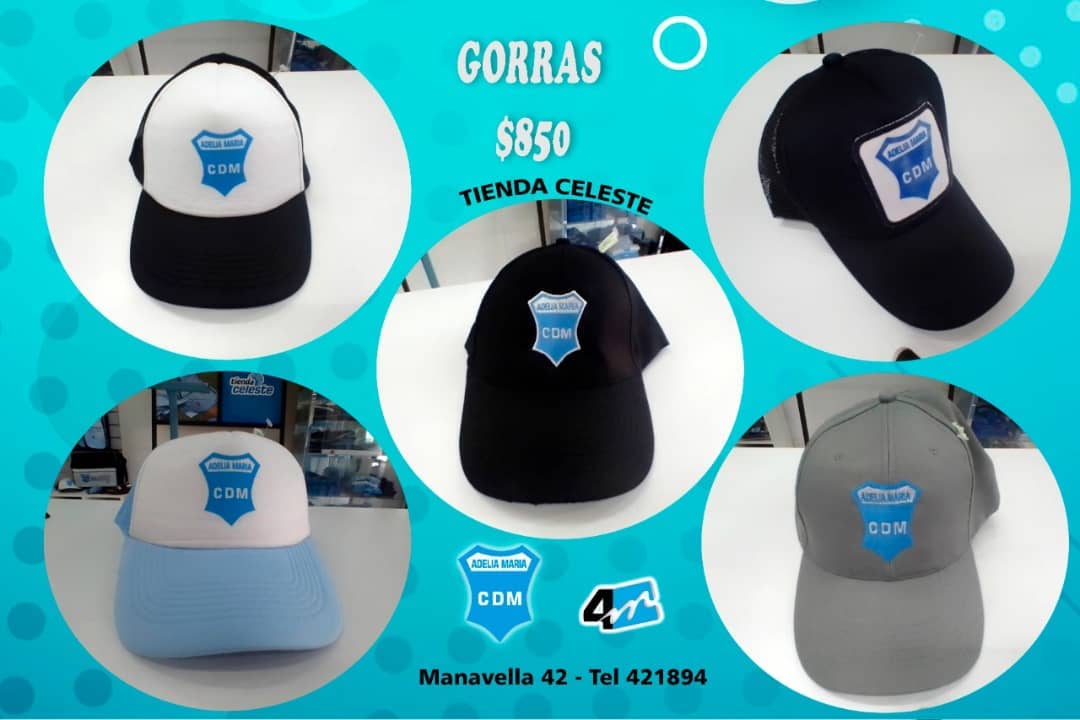 GORRAS
$850
TIENDA CELESTE
ADELIA MARIA
CDM
ADELIA MARIA
CDM
ADELIA MARIA
CDM
tienda
celeste
ADELIA MARIA
CDM
ADELIA MARIA
CDM
ADELIA MARIA
CDM
4m
Manavella 42 - Tel 421894